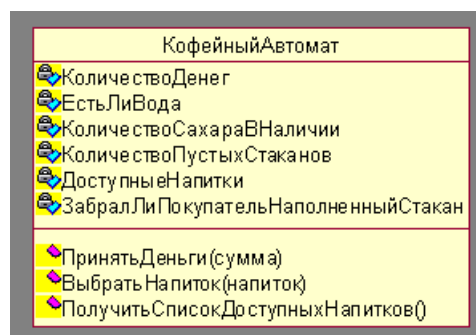 КофейныйАвтомат
КоличествоДенег
ЕстьЛиВода
КоличествоСахараВНаличии
КоличествоПустыхСтаканов
ДоступныеНапитки
ЗабралЛиПокупательНаполненныйСтакан
ПринятьДеньги(сумма)
ВыбратьНапиток(напиток)
ПолучитьСписокДоступныхНапитков()